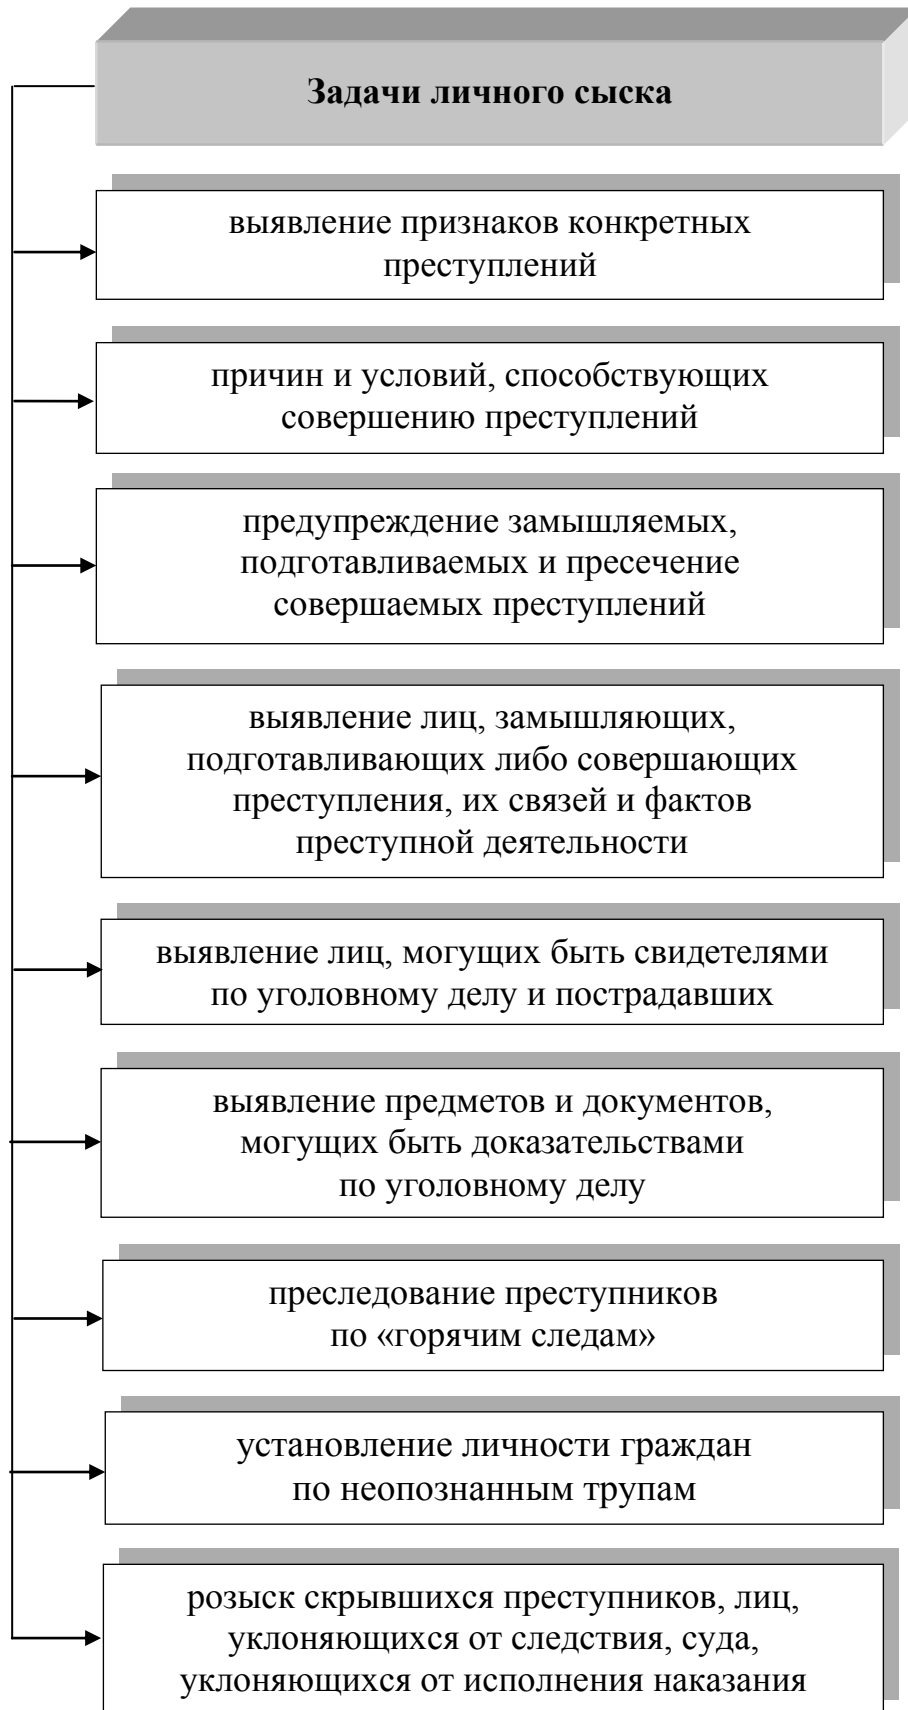 Задачи личного сыска
выявление признаков конкретных
преступлений
причин и условий, способствующих
совершению преступлений
предупреждение замышляемых,
подготавливаемых и пресечение
совершаемых преступлений
выявление лиц, замышляющих,
подготавливающих либо совершающих
преступления, их связей и фактов
преступной деятельности
выявление лиц, могущих быть свидетелями
по уголовному делу и пострадавших
выявление предметов и документов,
могущих быть доказательствами
по уголовному делу
преследование преступников
по «горячим следам»
установление личности граждан
по неопознанным трупам
розыск скрывшихся преступников, лиц,
уклоняющихся от следствия, суда,
уклоняющихся от исполнения наказания